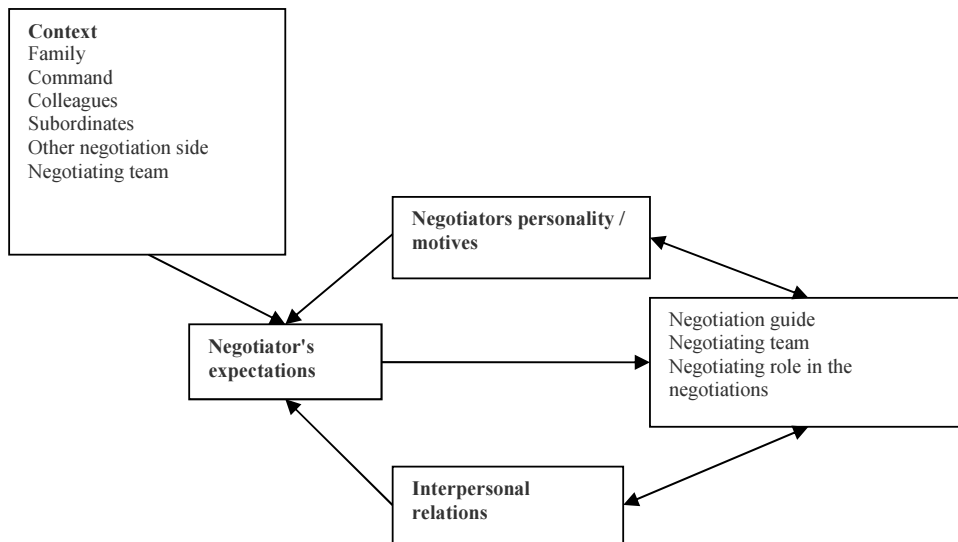 Context
Family
Command
Colleagues
Subordinates
Other negotiation side
Negotiating team
Negotiators personality /
motives
Negotiator's
expectations
Negotiation guide
Negotiating team
Negotiating role in the
negotiations
Interpersonal
relations